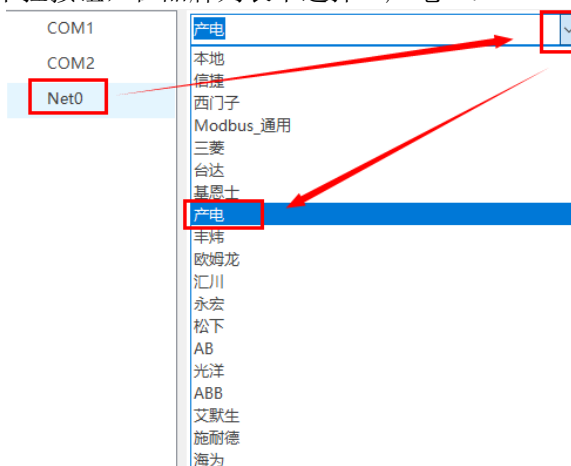 COM1
COM2
Net0
产电
本地
信捷
西门子
Modbus_通用
三菱
台达
基恩士
产电
丰炜
欧姆龙
汇川
永宏
松下
AB
光洋
ABB
艾默生
施耐德
海为